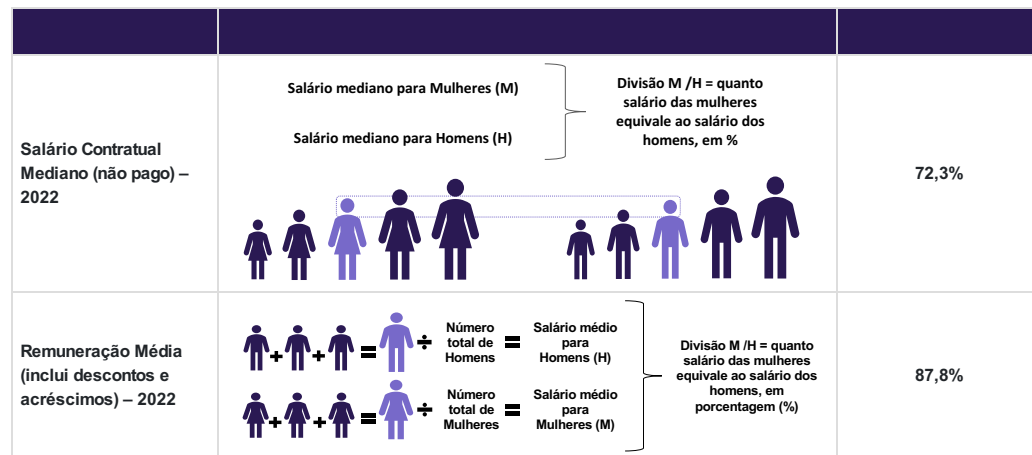 Salário mediano para Mulheres (M)
Salário mediano para Homens (H)
Divisão M /H = quanto
salário das mulheres
equivale ao salário dos
homens, em %
Salário Contratual
Mediano (não pago) –
2022
72,3%
Remuneração Média
(inclui descontos e
acréscimos) – 2022
+ + = ÷
Número
total de
Homens
=
Salário médio
para
Homens (H)
+ + = ÷
Número
total de
Mulheres
=
Salário médio
para
Mulheres (M)
Divisão M /H = quanto
salário das mulheres
equivale ao salário dos
homens, em
porcentagem (%)
87,8%